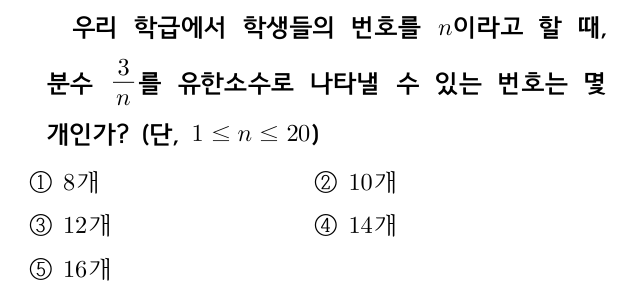 우리 학급에서 학생들의 번호를 n이라고 할 때,
분수 3/n 를 유한소수로 나타낼 수 있는 번호는 몇
개인가? (단, 1 ≤ n ≤ 20)
① 8개 ② 10개
③ 12개 ④ 14개
⑤ 16개